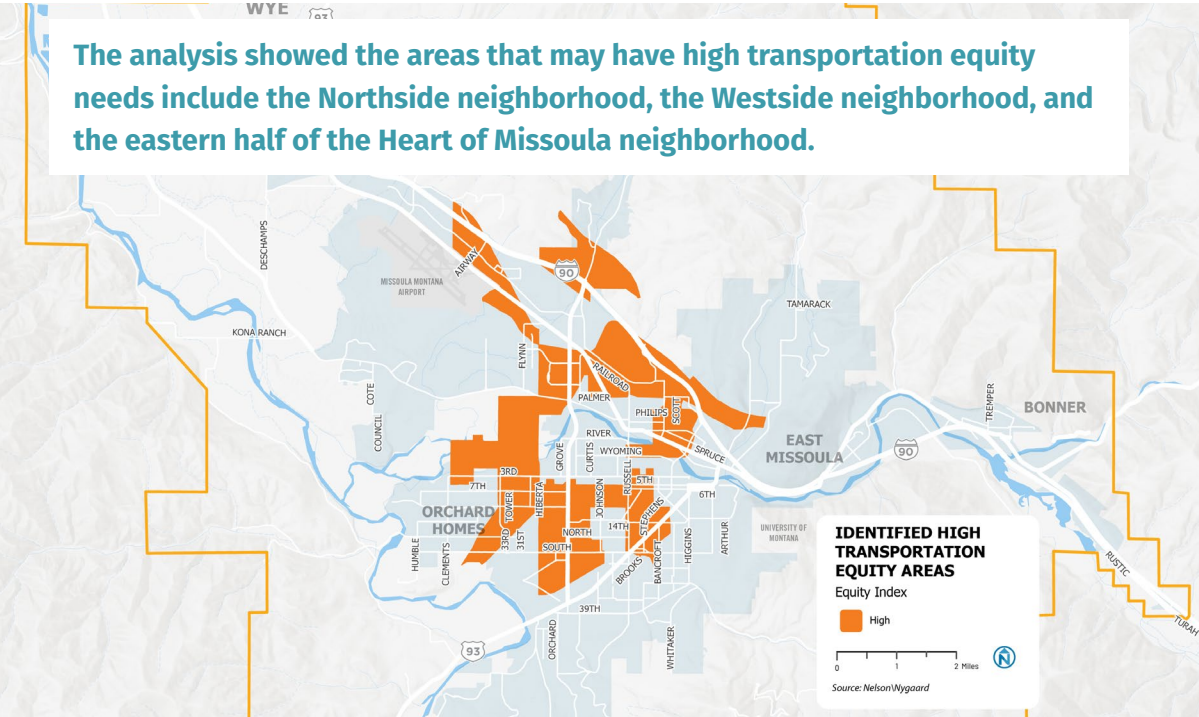 WYE
93
The analysis showed the areas that may have high transportation equity
needs include the Northside neighborhood, the Westside neighborhood, and
the eastern half of the Heart of Missoula neighborhood.
DESCHAMPS
AIRWAY
90
MISSOULA MONTANA
AIRPORT
TAMARACK
KONA RANCH
FLYNN
RAILROAD
COTE
PALMER
TREMPER
BONNER
PHILIPS
SCOTT
COUNCIL
RIVER
EAST
MISSOULA
90
GROVE
CURTIS
WYOMING
SPRUCE
3RD
RUSSELL
5TH
7TH
6TH
ORCHARD
HOMES
TOWER
HIBERTA
JOHNSON
STEPHENS
14TH
NORTH
33RD
31ST
SOUTH
HUMBLE
CLEMENTS
BROOKS
BANCROFT
HIGGINS
ARTHUR
UNIVERSITY OF
MONTANA
39TH
ORCHARD
WHITAKER
93
RUSTIC
TURAH
IDENTIFIED HIGH
TRANSPORTATION
EQUITY AREAS
Equity Index
High
0 1 2 Miles
N
Source: Nelson\Nygaard